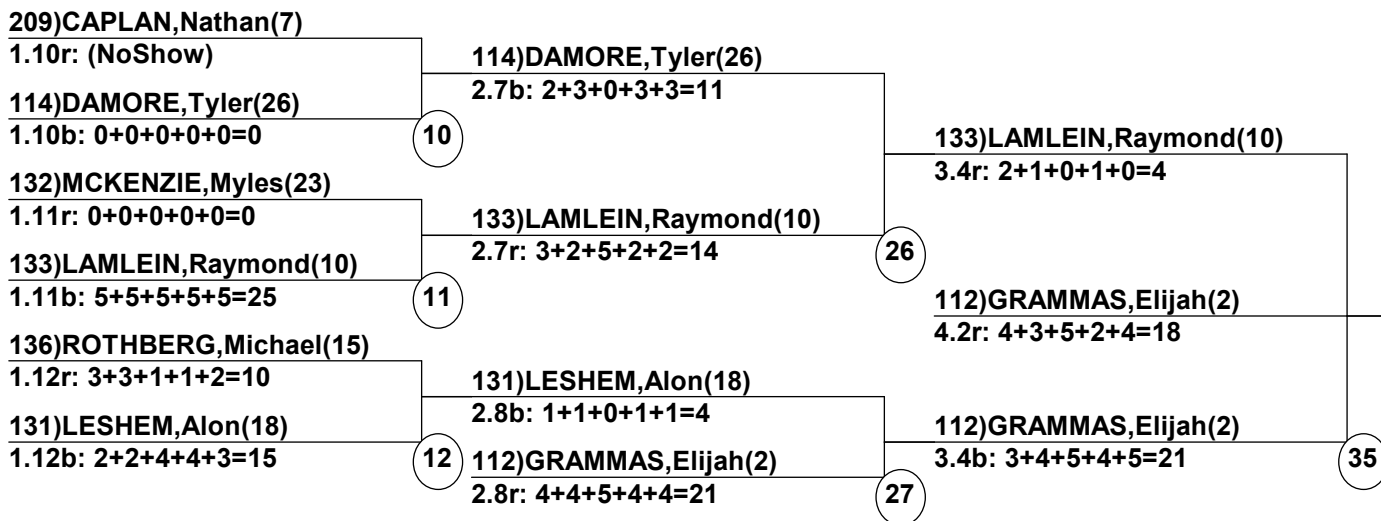 209)CAPLAN,Nathan(7)
1.10r: (NoShow)
114)DAMORE,Tyler(26)
1.10b: 0+0+0+0+0=0
10
132)MCKENZIE,Myles(23)
1.11r: 0+0+0+0+0=0
133)LAMLEIN,Raymond(10)
1.11b: 5+5+5+5+5=25
11
136)ROTHBERG,Michael(15)
1.12r: 3+3+1+1+2=10
131)LESHEM,Alon(18)
1.12b: 2+2+4+4+3=15
12
114)DAMORE,Tyler(26)
2.7b: 2+3+0+3+3=11
133)LAMLEIN,Raymond(10)
2.7r: 3+2+5+2+2=14
26
131)LESHEM,Alon(18)
2.8b: 1+1+0+1+1=4
112)GRAMMAS,Elijah(2)
2.8r: 4+4+5+4+4=21
27
133)LAMLEIN,Raymond(10)
3.4r: 2+1+0+1+0=4
112)GRAMMAS,Elijah(2)
4.2r: 4+3+5+2+4=18
112)GRAMMAS,Elijah(2)
3.4b: 3+4+5+4+5=21
35